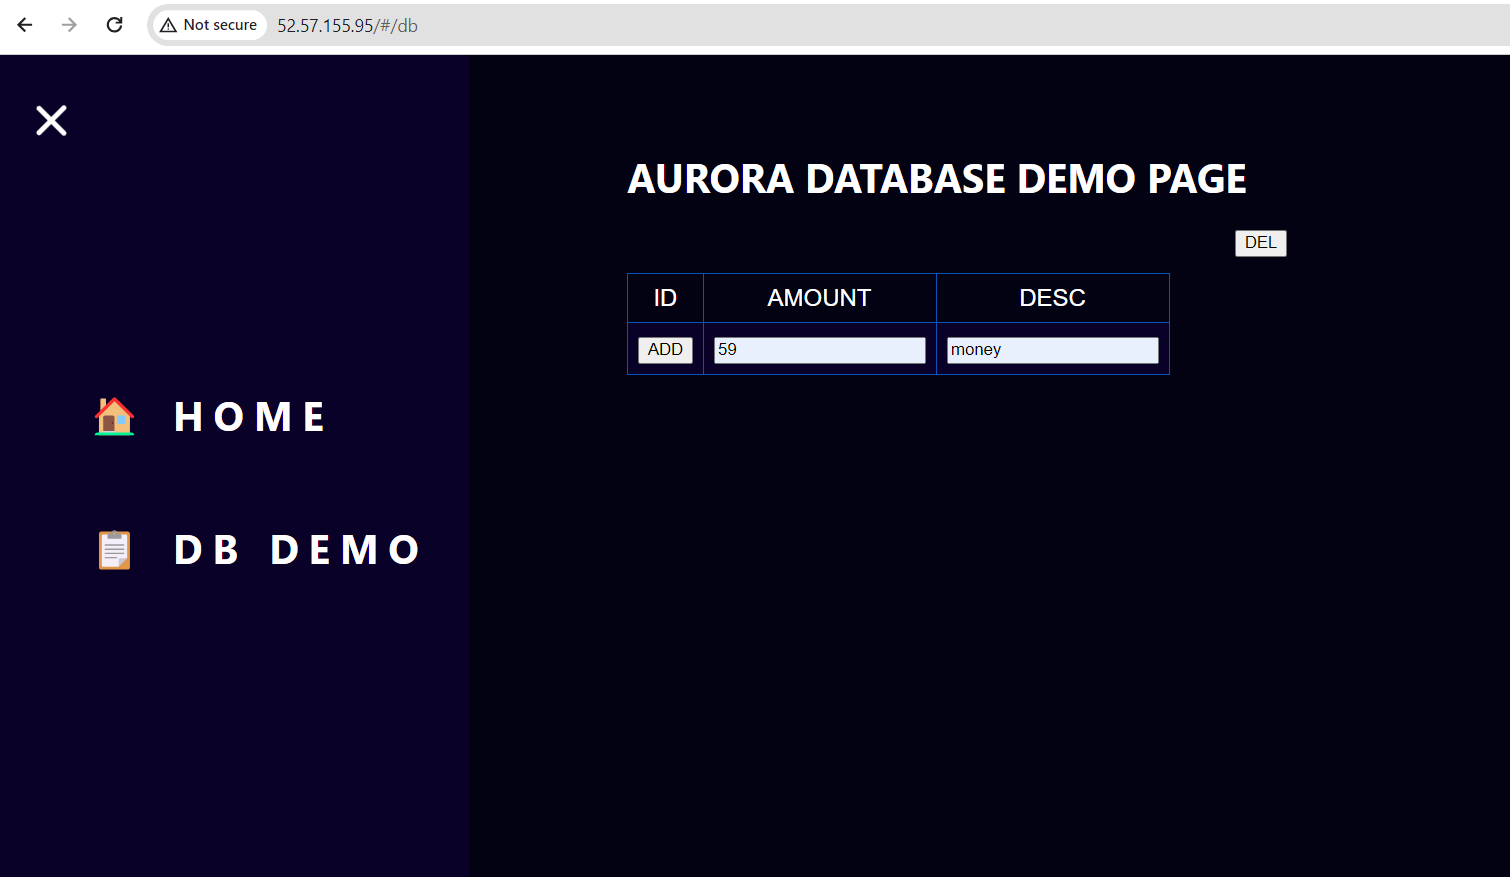 Not secure 52.57.155.95/#/db
AURORA DATABASE DEMO PAGE
DEL
ID AMOUNT DESC
ADD 59 money
HOME
DB DEMO